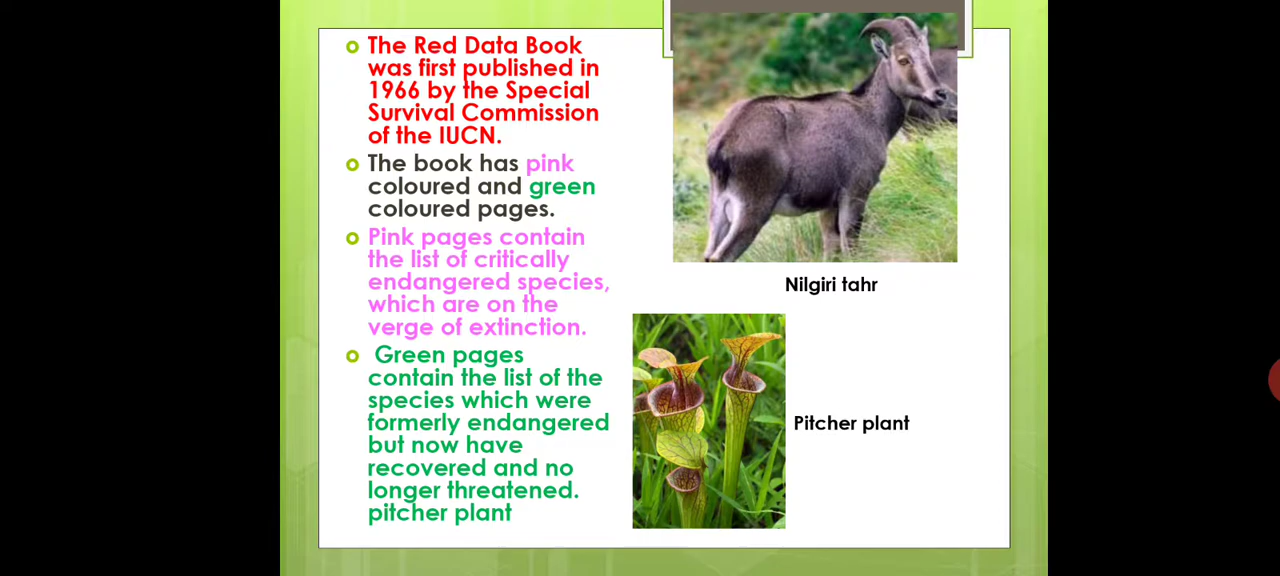 The Red Data Book
was first published in
1966 by the Special
Survival Commission
of the IUCN.
The book has pink
coloured and green
coloured pages.
Pink pages contain
the list of critically
endangered species,
which are on the
verge of extinction.
Green pages
contain the list of the
species which were
formerly endangered
but now have
recovered and no
longer threatened.
pitcher plant
Nilgiri tahr
Pitcher plant